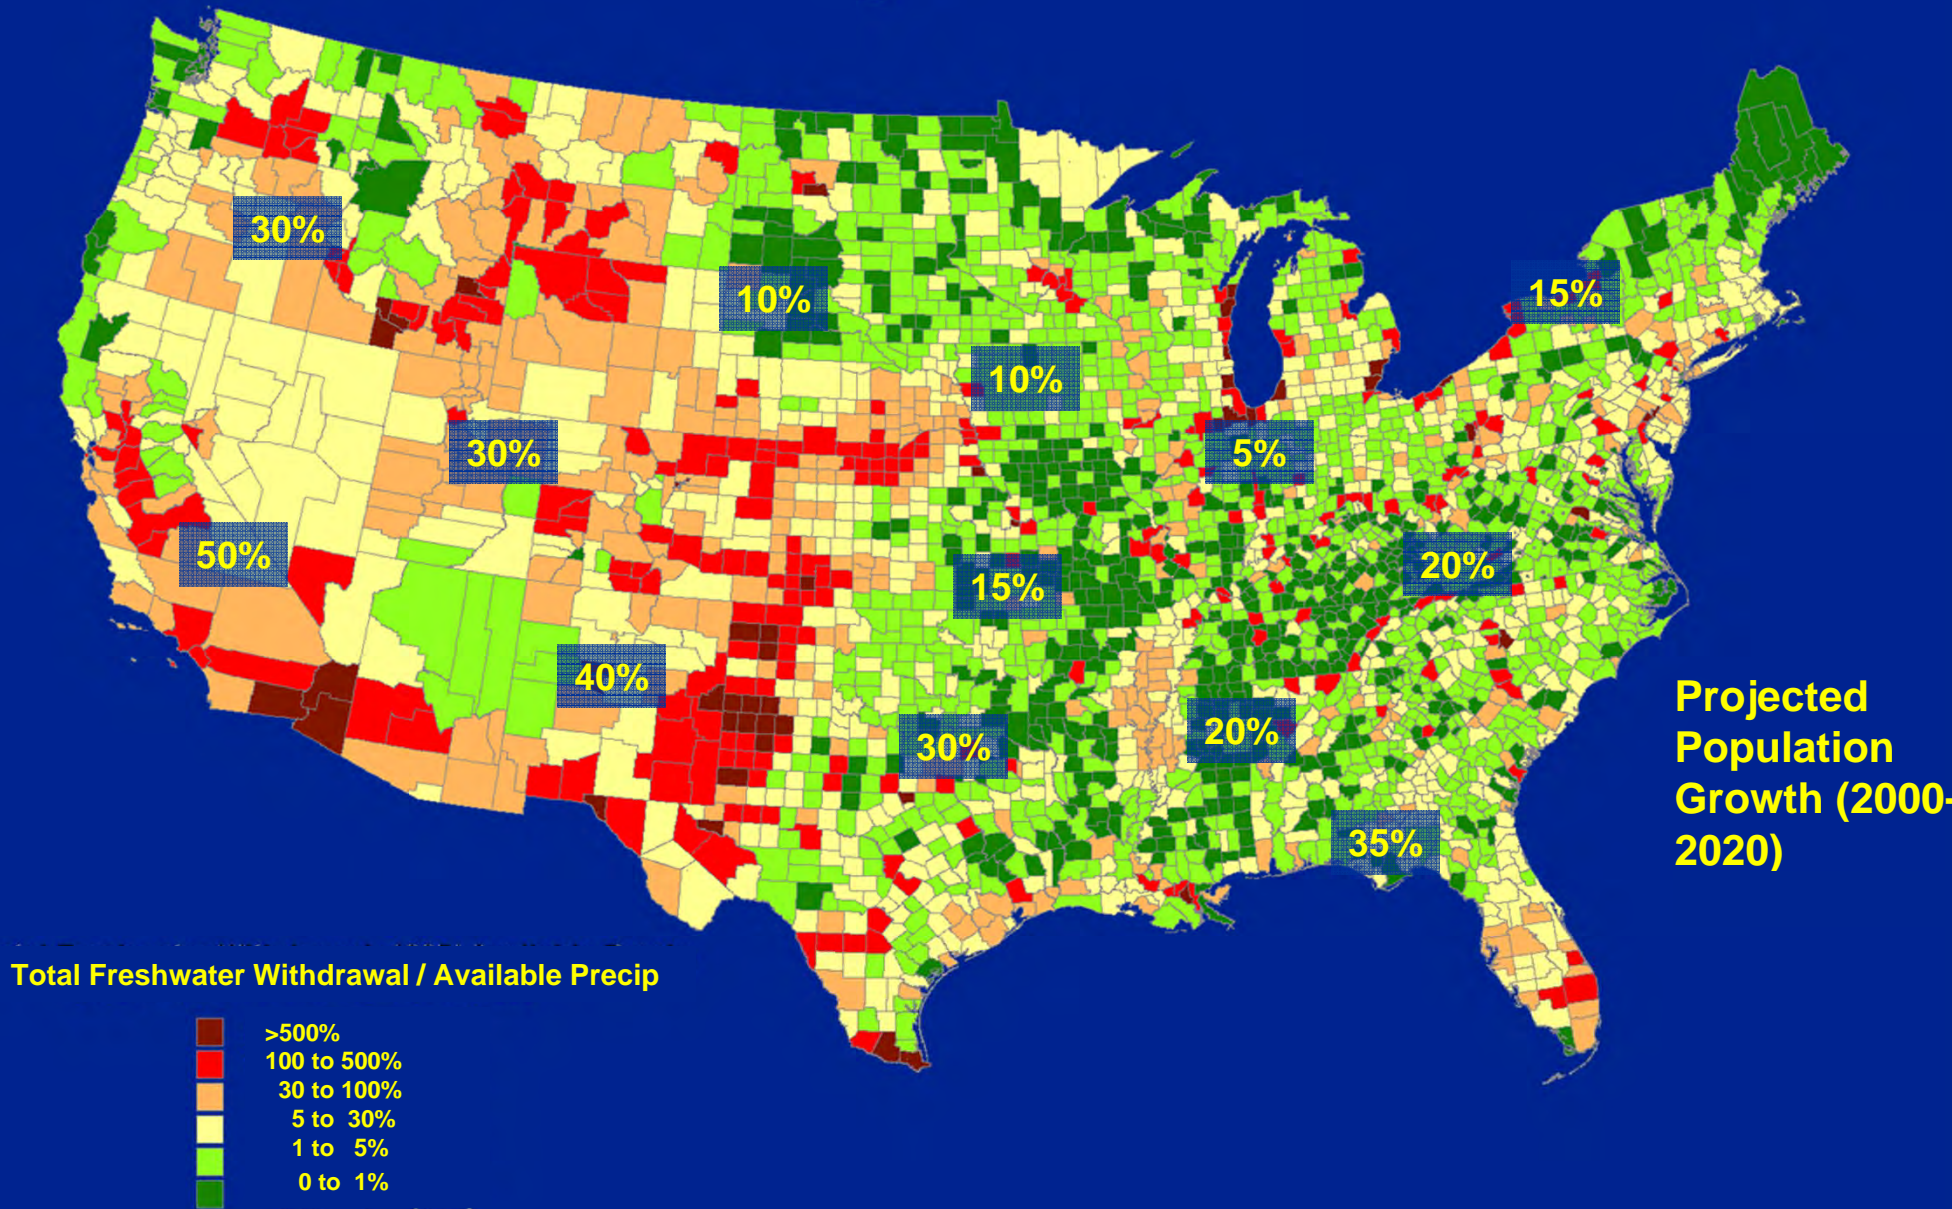 30%
10%
15%
10%
30%
5%
50%
15%
20%
40%
30%
20%
35%
Projected
Population
Growth (2000-
2020)
Total Freshwater Withdrawal / Available Precip
>500%
100 to 500%
30 to 100%
5 to 30%
1 to 5%
0 to 1%